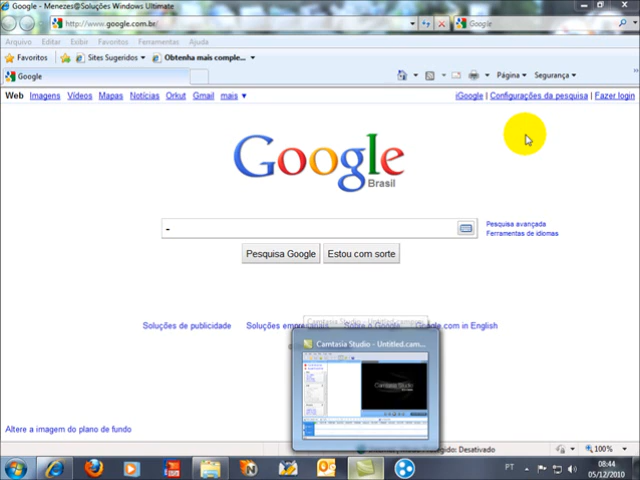 Google - Menezes@Soluções Windows Ultimate
http://www.google.com.br/
Google
Arquivo Editar Exibir Favoritos Ferramentas Ajuda
Favoritos Sites Sugeridos Obtenha mais comple...
Google
Página Segurança
Web Imagens Vídeos Mapas Notícias Orkut Gmail mais
iGoogle | Configurações da pesquisa | Fazer login
Google
Brasil
-
Pesquisa avançada
Ferramentas de idiomas
Pesquisa Google Estou com sorte
Soluções de publicidade Sobre o Google Google.com in English
Camtasia Studio - Untitled.cam...
Camtasia Studio
Altere a imagem do plano de fundo
Desativado
100%
PT
08:44
05/12/2010